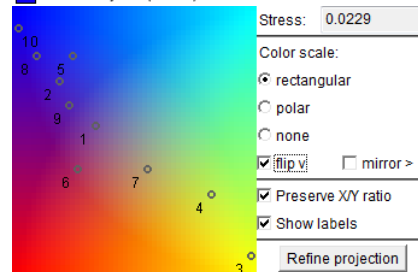 Stress: 0.0229
Color scale:
rectangular
polar
none
flip v mirror >
Preserve X/Y ratio
Show labels
Refine projection
10
8 5
2
9
1
6 7
4
3